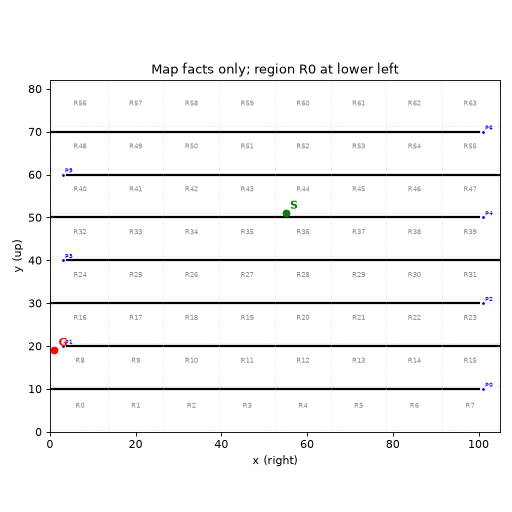 Map facts only; region R0 at lower left
80
R56 R57 R58 R59 R60 R61 R62 R63
70
P6
R48 R49 R50 R51 R52 R53 R54 R55
60
P5
R40 R41 R42 R43 R44 R45 R46 R47
S
50
P4
R32 R33 R34 R35 R36 R37 R38 R39
40
P3
R24 R25 R26 R27 R28 R29 R30 R31
30
P2
R16 R17 R18 R19 R20 R21 R22 R23
20
G
P1
R8 R9 R10 R11 R12 R13 R14 R15
10
P0
R0 R1 R2 R3 R4 R5 R6 R7
0
0 20 40 60 80 100
x (right)
y (up)